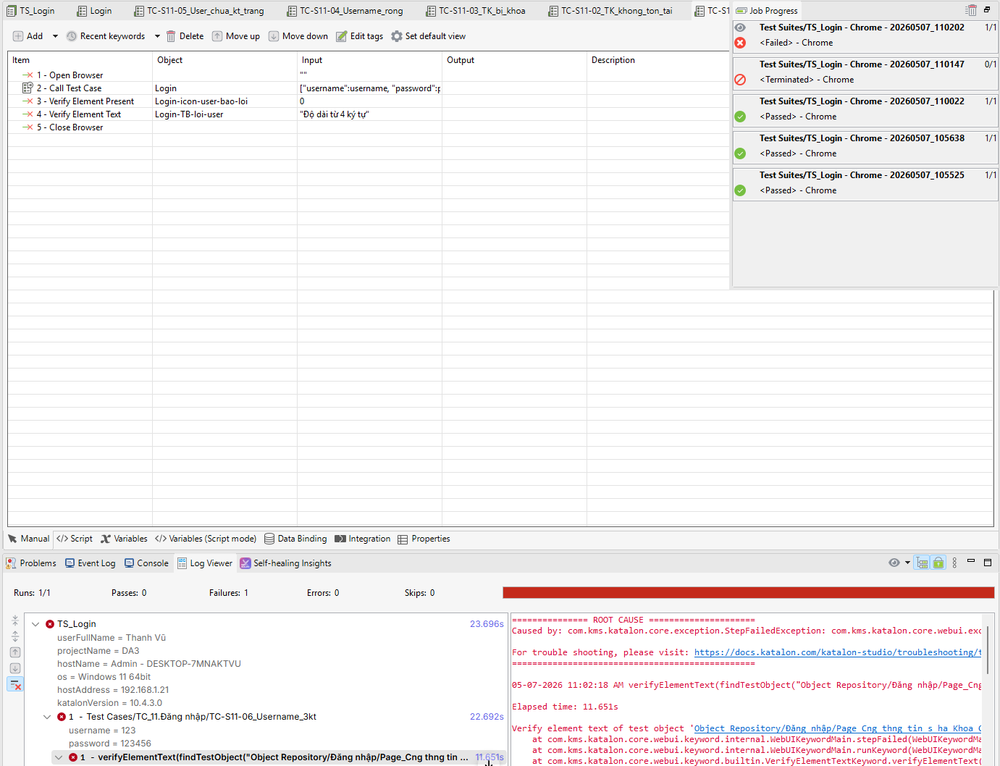 TS_Login
Login
TC-S11-05_User_chua_kt_trang
TC-S11-04_Username_rong
TC-S11-03_TK_bi_khoa
TC-S11-02_TK_khong_ton_tai
TC-S1
Job Progress
Add
Recent keywords
Delete
Move up
Move down
Edit tags
Set default view
Test Suites/TS_Login - Chrome - 20260507_110202 1/1
<Failed> - Chrome
Test Suites/TS_Login - Chrome - 20260507_110147 0/1
<Terminated> - Chrome
Test Suites/TS_Login - Chrome - 20260507_110022 1/1
<Passed> - Chrome
Test Suites/TS_Login - Chrome - 20260507_105638 1/1
<Passed> - Chrome
Test Suites/TS_Login - Chrome - 20260507_105525 1/1
<Passed> - Chrome
Item Object Input Output Description
1 - Open Browser ""
2 - Call Test Case Login ["username":username, "password":p
3 - Verify Element Present Login-icon-user-bao-loi 0
4 - Verify Element Text Login-TB-loi-user "Độ dài từ 4 ký tự"
5 - Close Browser
Manual
</> Script
Variables
</> Variables (Script mode)
Data Binding
Integration
Properties
Problems
Event Log
Console
Log Viewer
Self-healing Insights
Runs: 1/1 Passes: 0 Failures: 1 Errors: 0 Skips: 0
TS_Login 23.696s
userFullName = Thanh Vũ
projectName = DA3
hostName = Admin - DESKTOP-7MNAKTVU
os = Windows 11 64bit
hostAddress = 192.168.1.21
katalonVersion = 10.4.3.0
1 - Test Cases/TC_11.Đăng nhập/TC-S11-06_Username_3kt 22.692s
username = 123
password = 123456
1 - verifyElementText(findTestObject("Object Repository/Đăng nhập/Page_Cng thng tin ... 11.651s
=============== ROOT CAUSE =====================
Caused by: com.kms.katalon.core.exception.StepFailedException: com.kms.katalon.core.webui.exc
For trouble shooting, please visit: https://docs.katalon.com/katalon-studio/troubleshooting/t
================================================
05-07-2026 11:02:18 AM verifyElementText(findTestObject("Object Repository/Đăng nhập/Page_Cng
Elapsed time: 11.651s
Verify element text of test object 'Object Repository/Đăng nhập/Page_Cng thng tin s ha Khoa C
at com.kms.katalon.core.webui.keyword.internal.WebUIKeywordMain.stepFailed(WebUIKeywordMa
at com.kms.katalon.core.webui.keyword.internal.WebUIKeywordMain.runKeyword(WebUIKeywordMa
at com.kms.katalon.core.webui.keyword.builtin.VerifyElementTextKeyword.verifyElementText(